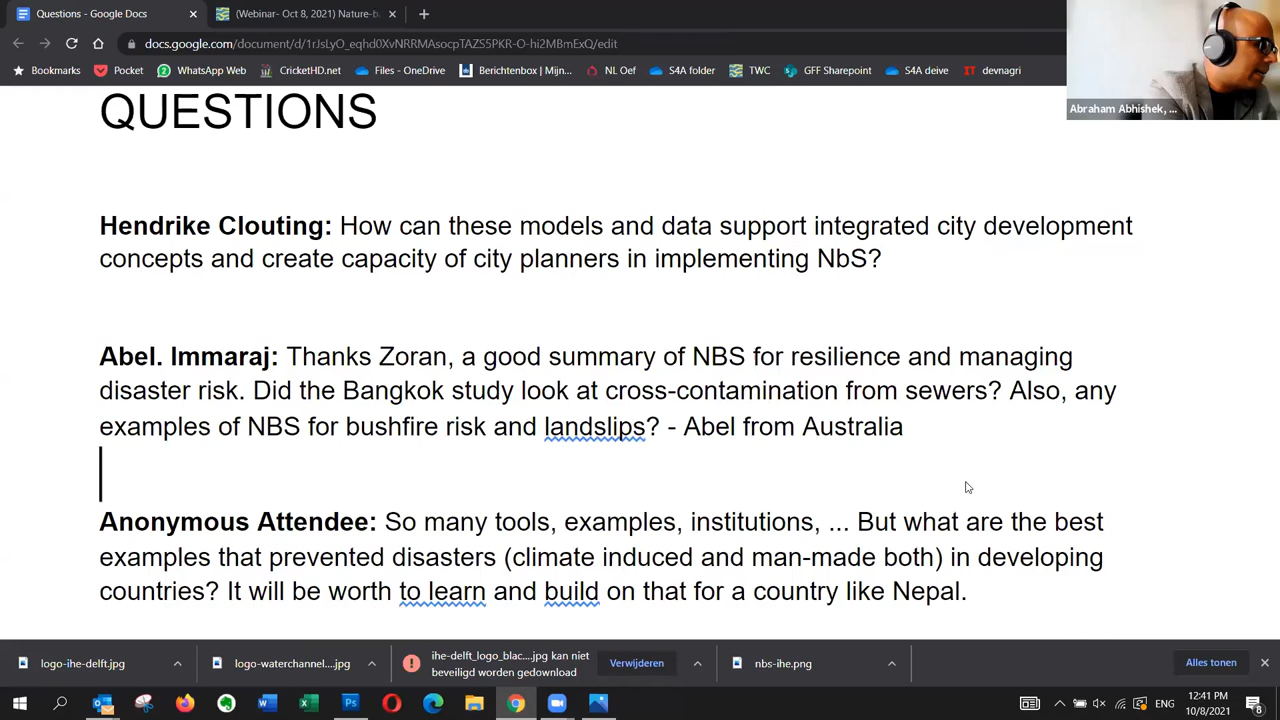 Questions - Google Docs
(Webinar- Oct 8, 2021) Nature-b
docs.google.com/document/d/1rJsLyO_eqhd0XvNRRMAsocpTAZS5PKR-O-hi2MBmExQ/edit
Bookmarks Pocket WhatsApp Web CricketHD.net Files - OneDrive Berichtenbox | Mijn... NL Oef S4A folder TWC GFF Sharepoint S4A deive IT devnagri
Abraham Abhishek, ...
QUESTIONS
Hendrike Clouting: How can these models and data support integrated city development
concepts and create capacity of city planners in implementing NbS?
Abel. Immaraj: Thanks Zoran, a good summary of NBS for resilience and managing
disaster risk. Did the Bangkok study look at cross-contamination from sewers? Also, any
examples of NBS for bushfire risk and landslips? - Abel from Australia
Anonymous Attendee: So many tools, examples, institutions, ... But what are the best
examples that prevented disasters (climate induced and man-made both) in developing
countries? It will be worth to learn and build on that for a country like Nepal.
logo-ihe-delft.jpg
logo-waterchannel....jpg
ihe-delft_logo_blac....jpg kan niet
beveiligd worden gedownload
Verwijderen
nbs-ihe.png
Alles tonen
ENG
12:41 PM
10/8/2021
8